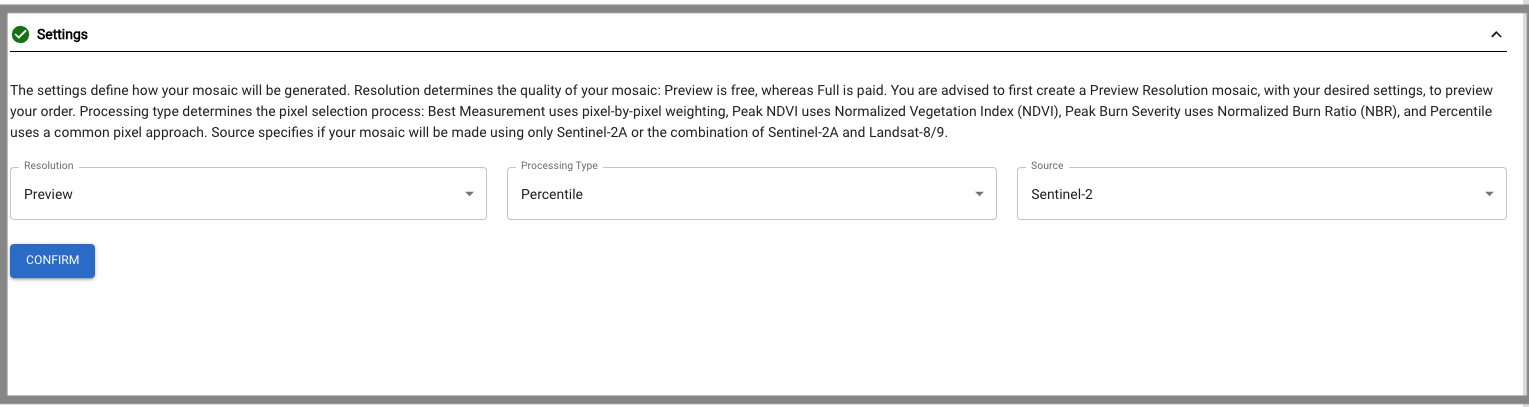 Settings
The settings define how your mosaic will be generated. Resolution determines the quality of your mosaic: Preview is free, whereas Full is paid. You are advised to first create a Preview Resolution mosaic, with your desired settings, to preview
your order. Processing type determines the pixel selection process: Best Measurement uses pixel-by-pixel weighting, Peak NDVI uses Normalized Vegetation Index (NDVI), Peak Burn Severity uses Normalized Burn Ratio (NBR), and Percentile
uses a common pixel approach. Source specifies if your mosaic will be made using only Sentinel-2A or the combination of Sentinel-2A and Landsat-8/9.
Resolution
Preview
Processing Type
Percentile
Source
Sentinel-2
CONFIRM